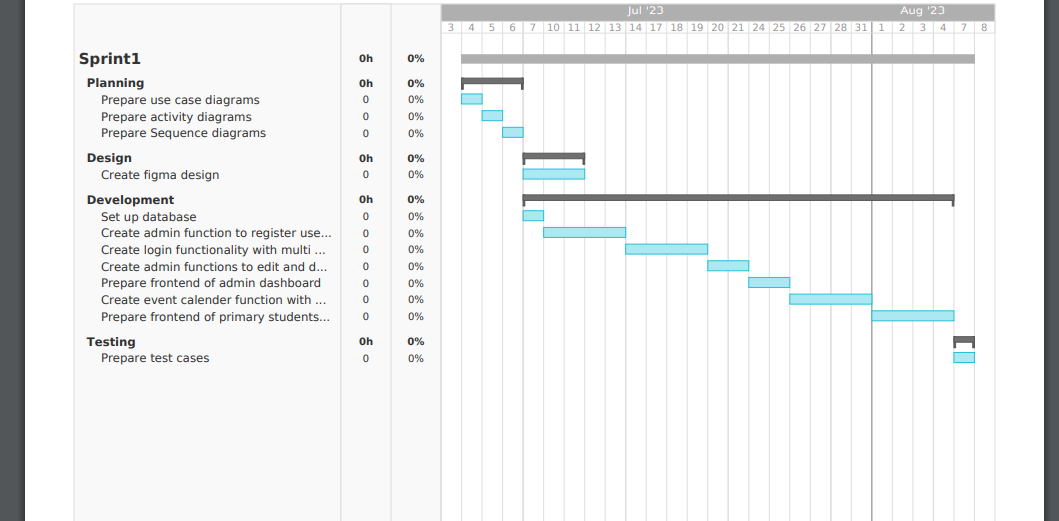 Jul '23 Aug '23
3 4 5 6 7 10 11 12 13 14 17 18 19 20 21 24 25 26 27 28 31 1 2 3 4 7 8
Sprint1 0h 0%
Planning 0h 0%
Prepare use case diagrams 0 0%
Prepare activity diagrams 0 0%
Prepare Sequence diagrams 0 0%
Design 0h 0%
Create figma design 0 0%
Development 0h 0%
Set up database 0 0%
Create admin function to register use... 0 0%
Create login functionality with multi ... 0 0%
Create admin functions to edit and d... 0 0%
Prepare frontend of admin dashboard 0 0%
Create event calender function with ... 0 0%
Prepare frontend of primary students... 0 0%
Testing 0h 0%
Prepare test cases 0 0%